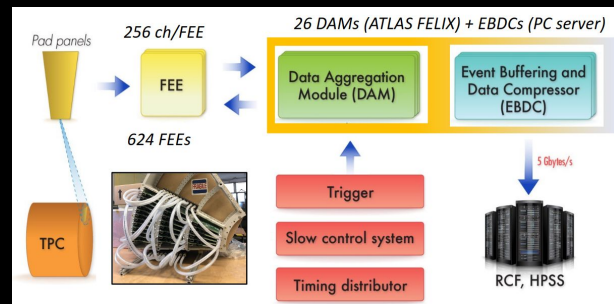 Pad panels
256 ch/FEE
26 DAMs (ATLAS FELIX) + EBDCs (PC server)
FEE
Data Aggregation
Module (DAM)
Event Buffering and
Data Compressor
(EBDC)
624 FEEs
5 Gbytes/s
Trigger
TPC
Slow control system
RCF, HPSS
Timing distributor